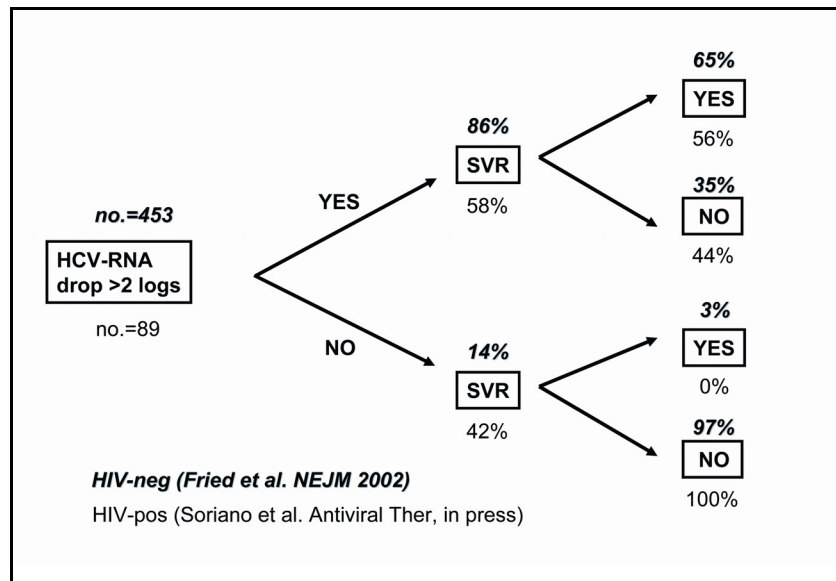 no.=453
HCV-RNA
drop >2 logs
no.=89
YES
NO
86%
SVR
58%
14%
SVR
42%
65%
YES
56%
35%
NO
44%
3%
YES
0%
97%
NO
100%
HIV-neg (Fried et al. NEJM 2002)
HIV-pos (Soriano et al. Antiviral Ther, in press)